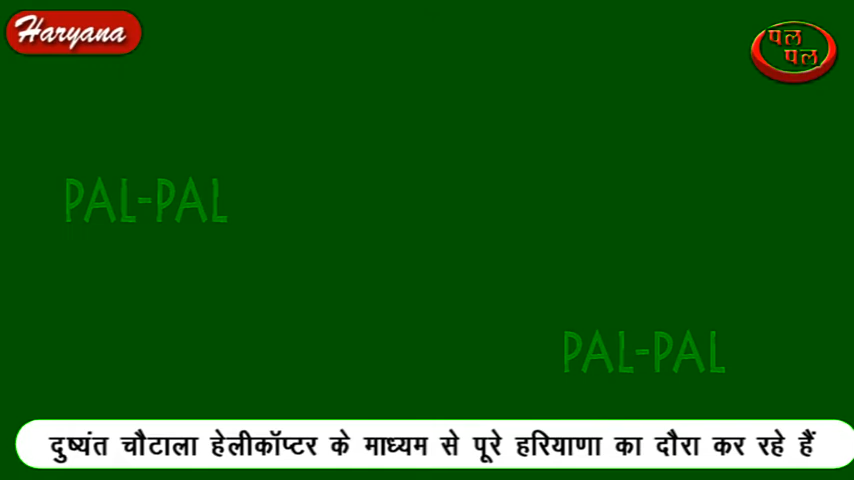 Haryana
पल
पल
PAL-PAL
PAL-PAL
दुष्यंत चौटाला हेलीकॉप्टर के माध्यम से पूरे हरियाणा का दौरा कर रहे हैं